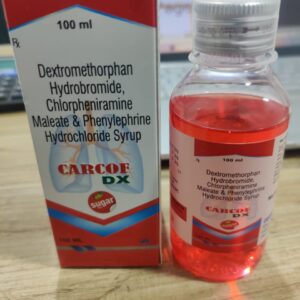 100 ml
Rx
Dextromethorphan
Hydrobromide,
Chlorpheniramine
Maleate & Phenylephrine
Hydrochloride Syrup
CARCOF
DX
sugar
100 ml
Dextromethorphan
Hydrobromide,
Chlorpheniramine
Maleate & Phenylephrine
Hydrochloride Syrup
CARCOF
DX